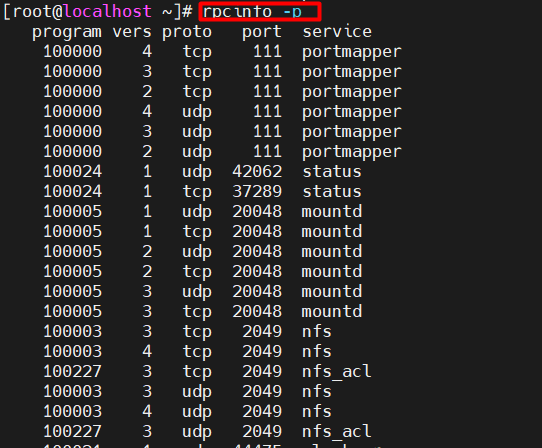 [root@localhost ~]# rpcinfo -p
program vers proto port service
100000 4 tcp 111 portmapper
100000 3 tcp 111 portmapper
100000 2 tcp 111 portmapper
100000 4 udp 111 portmapper
100000 3 udp 111 portmapper
100000 2 udp 111 portmapper
100024 1 udp 42062 status
100024 1 tcp 37289 status
100005 1 udp 20048 mountd
100005 1 tcp 20048 mountd
100005 2 udp 20048 mountd
100005 2 tcp 20048 mountd
100005 3 udp 20048 mountd
100005 3 tcp 20048 mountd
100003 3 tcp 2049 nfs
100003 4 tcp 2049 nfs
100227 3 tcp 2049 nfs_acl
100003 3 udp 2049 nfs
100003 4 udp 2049 nfs
100227 3 udp 2049 nfs_acl